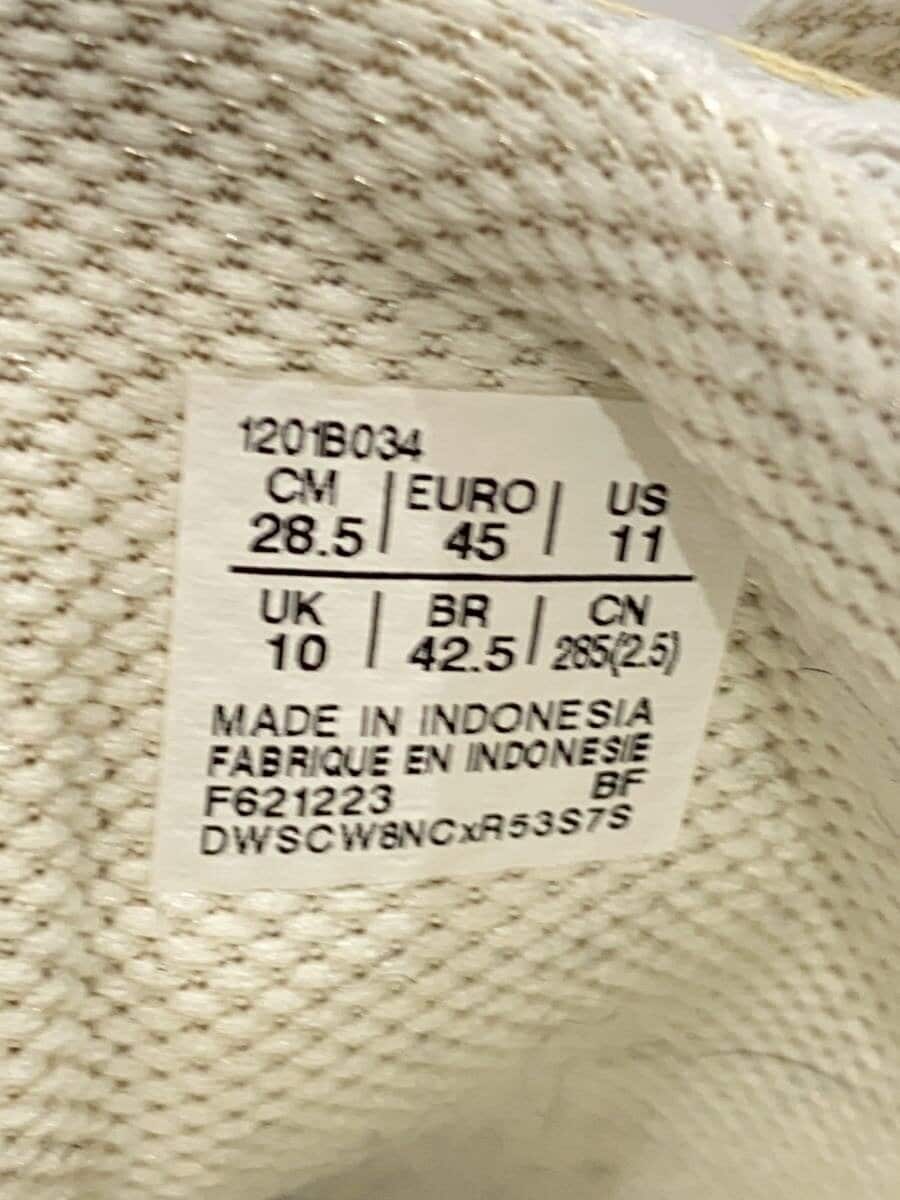 1201B034
CM | EURO | US
28.5 | 45 | 11
UK | BR | CN
10 | 42.5 | 285(2.5)
MADE IN INDONESIA
FABRIQUE EN INDONESIE
F621223 BF
DWSCW8NCxR53S7S